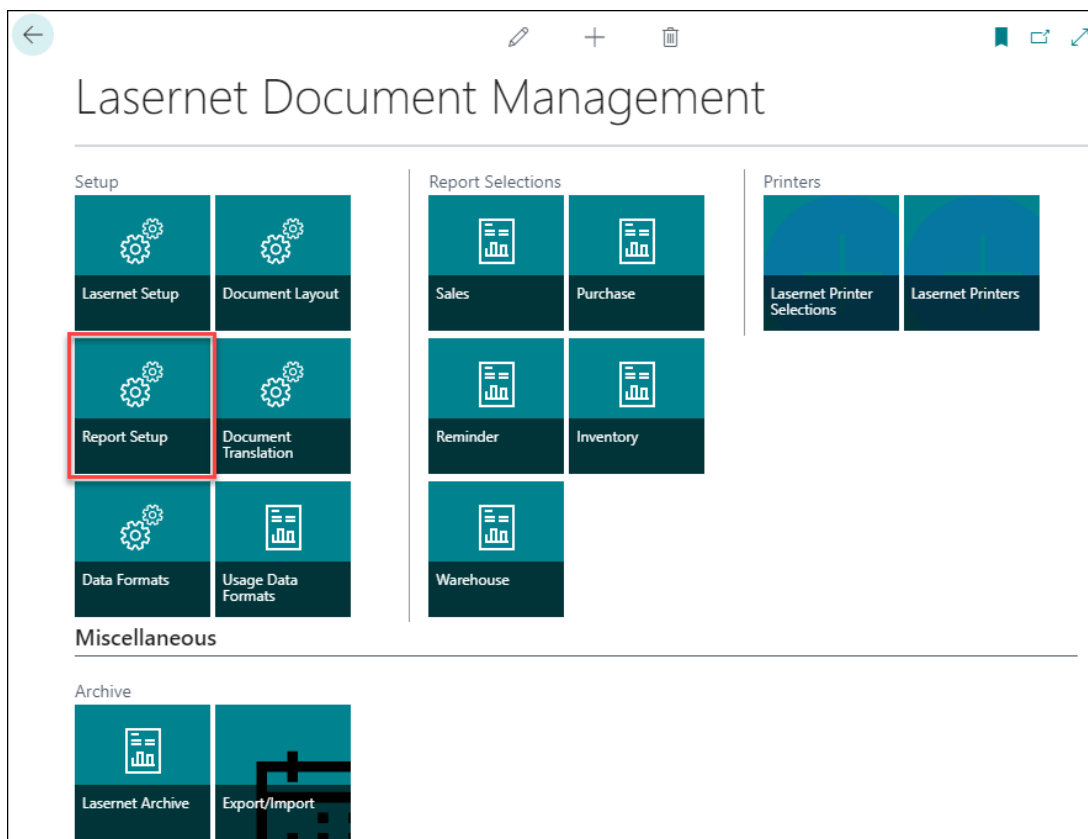 Lasernet Document Management
Setup
Lasernet Setup
Document Layout
Report Setup
Document
Translation
Data Formats
Usage Data
Formats
Report Selections
Sales
Purchase
Reminder
Inventory
Warehouse
Printers
Lasernet Printer
Selections
Lasernet Printers
Miscellaneous
Archive
Lasernet Archive
Export/Import